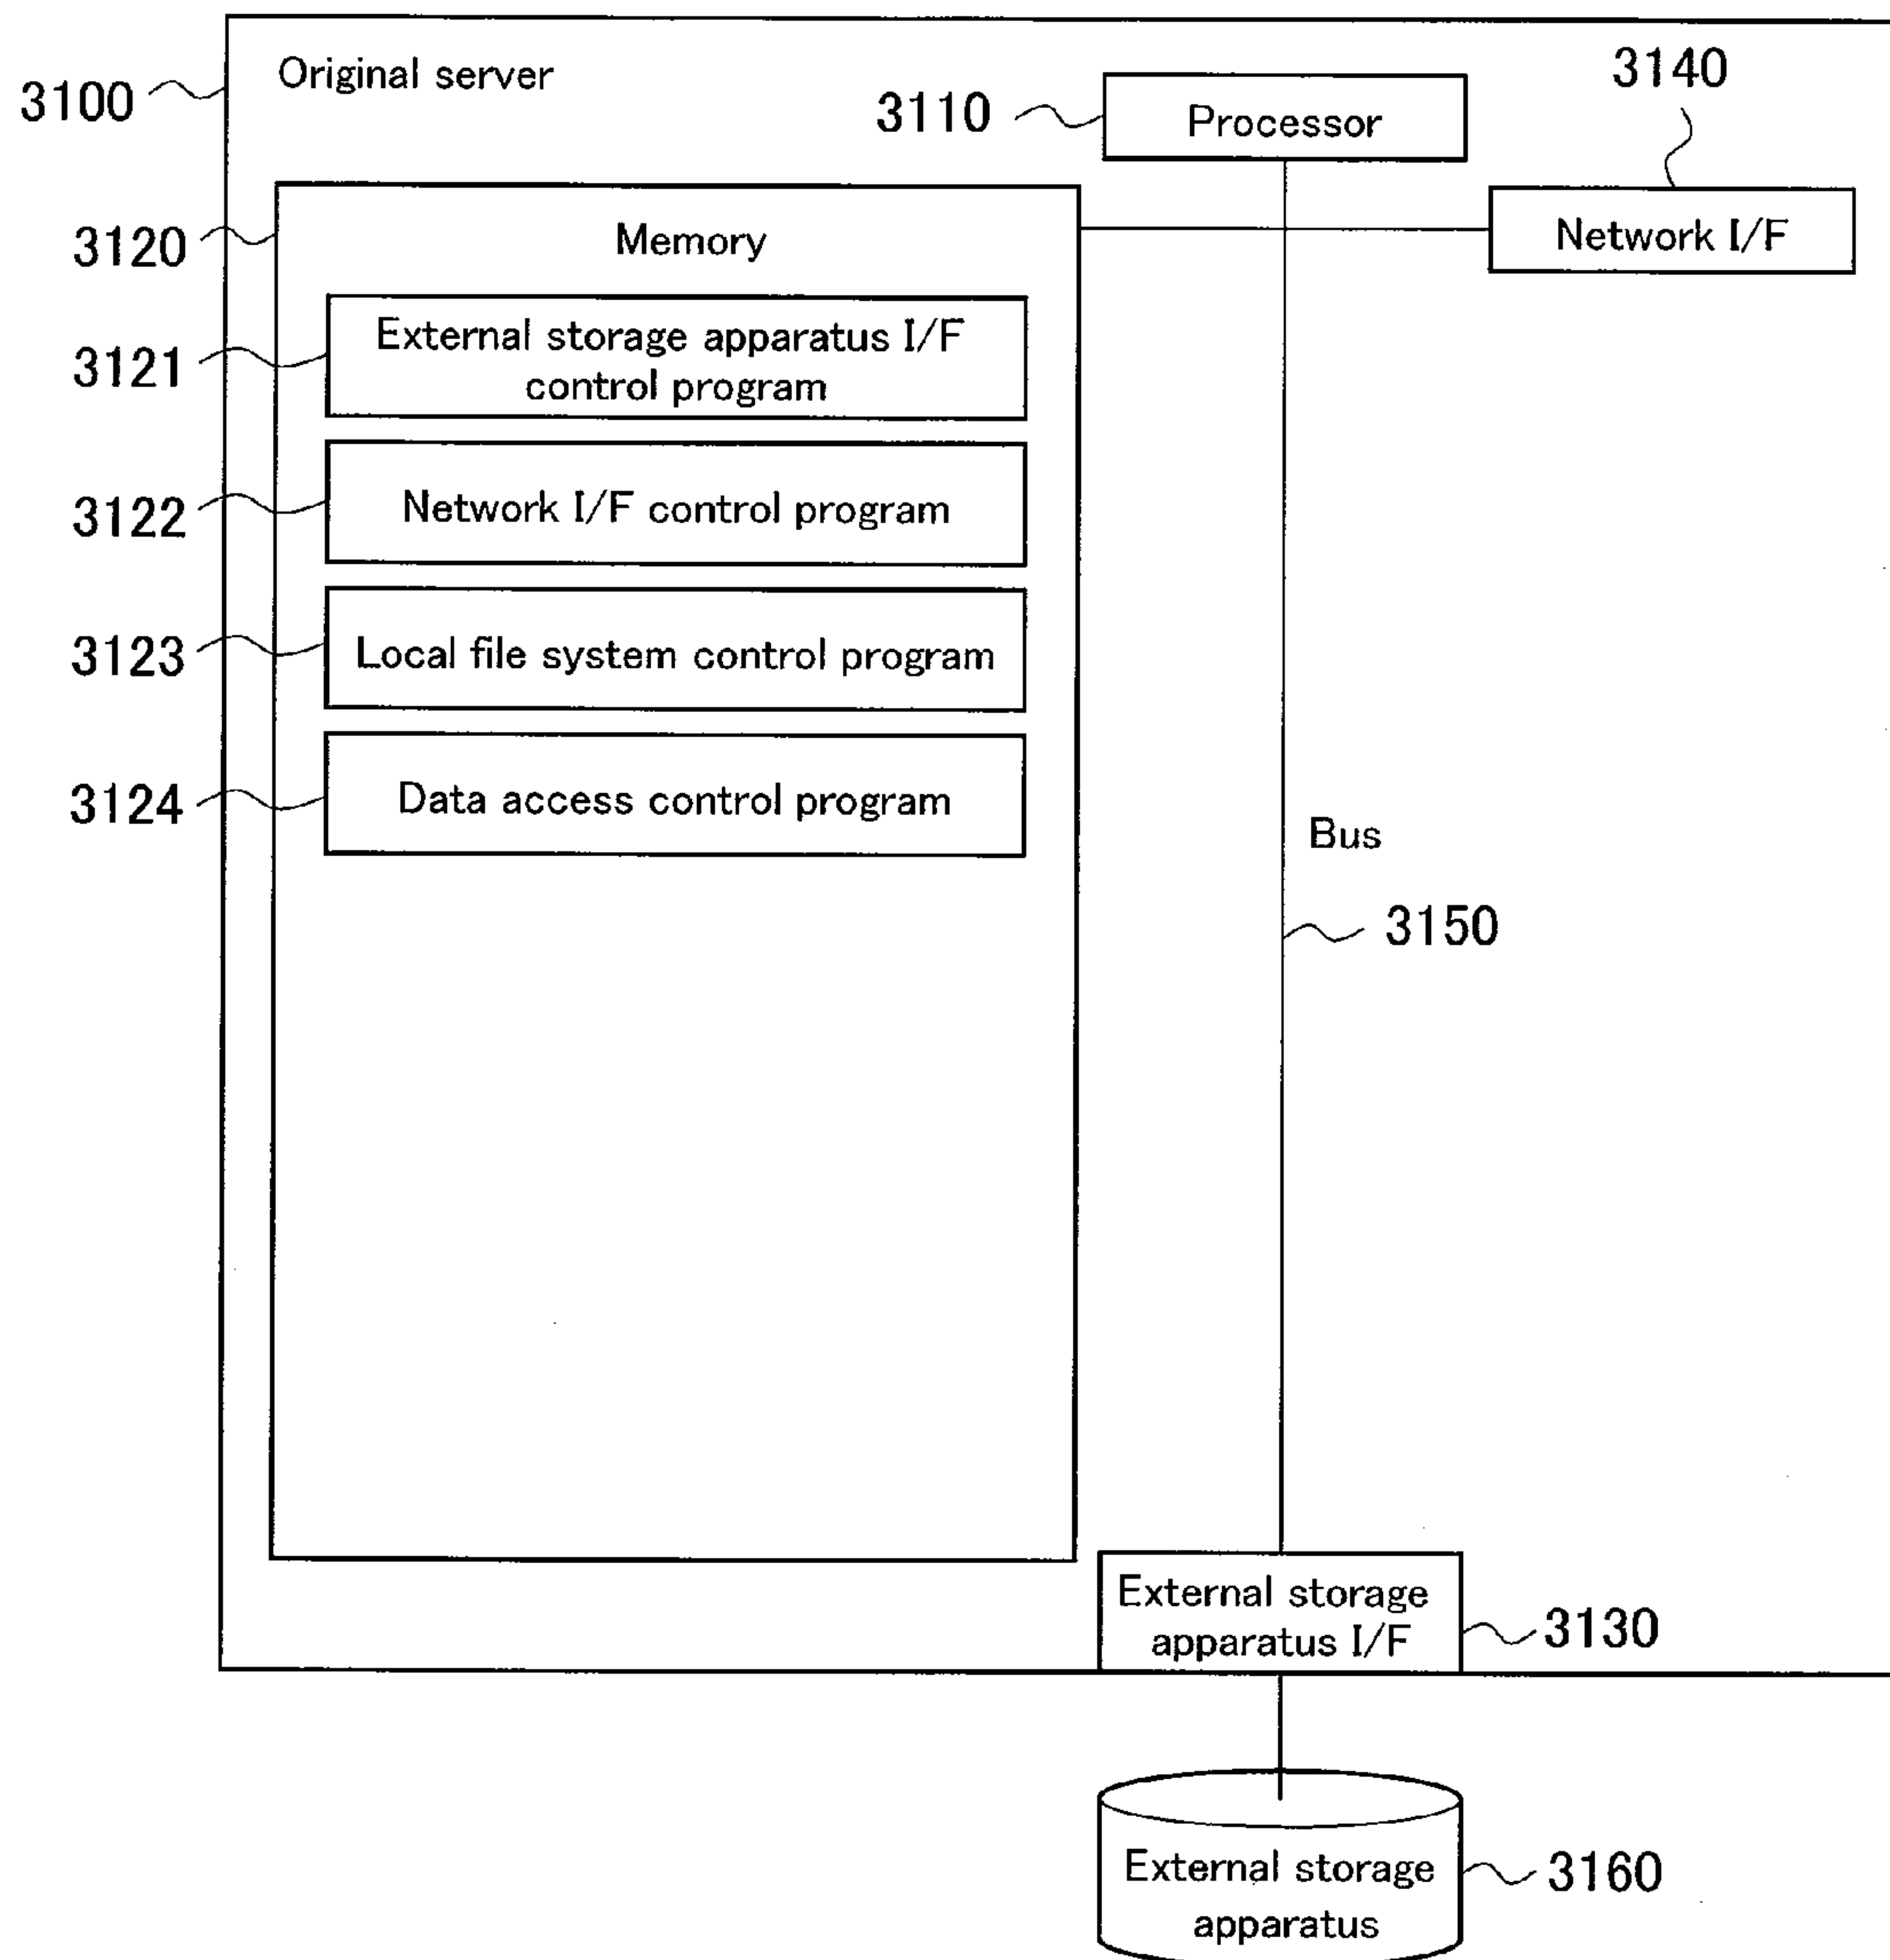 Original server
3100
3110
Processor
3140
Network I/F
3120
Memory
3121
External storage apparatus I/F
control program
3122
Network I/F control program
3123
Local file system control program
3124
Data access control program
Bus
3150
External storage
apparatus I/F
3130
External storage
apparatus
3160